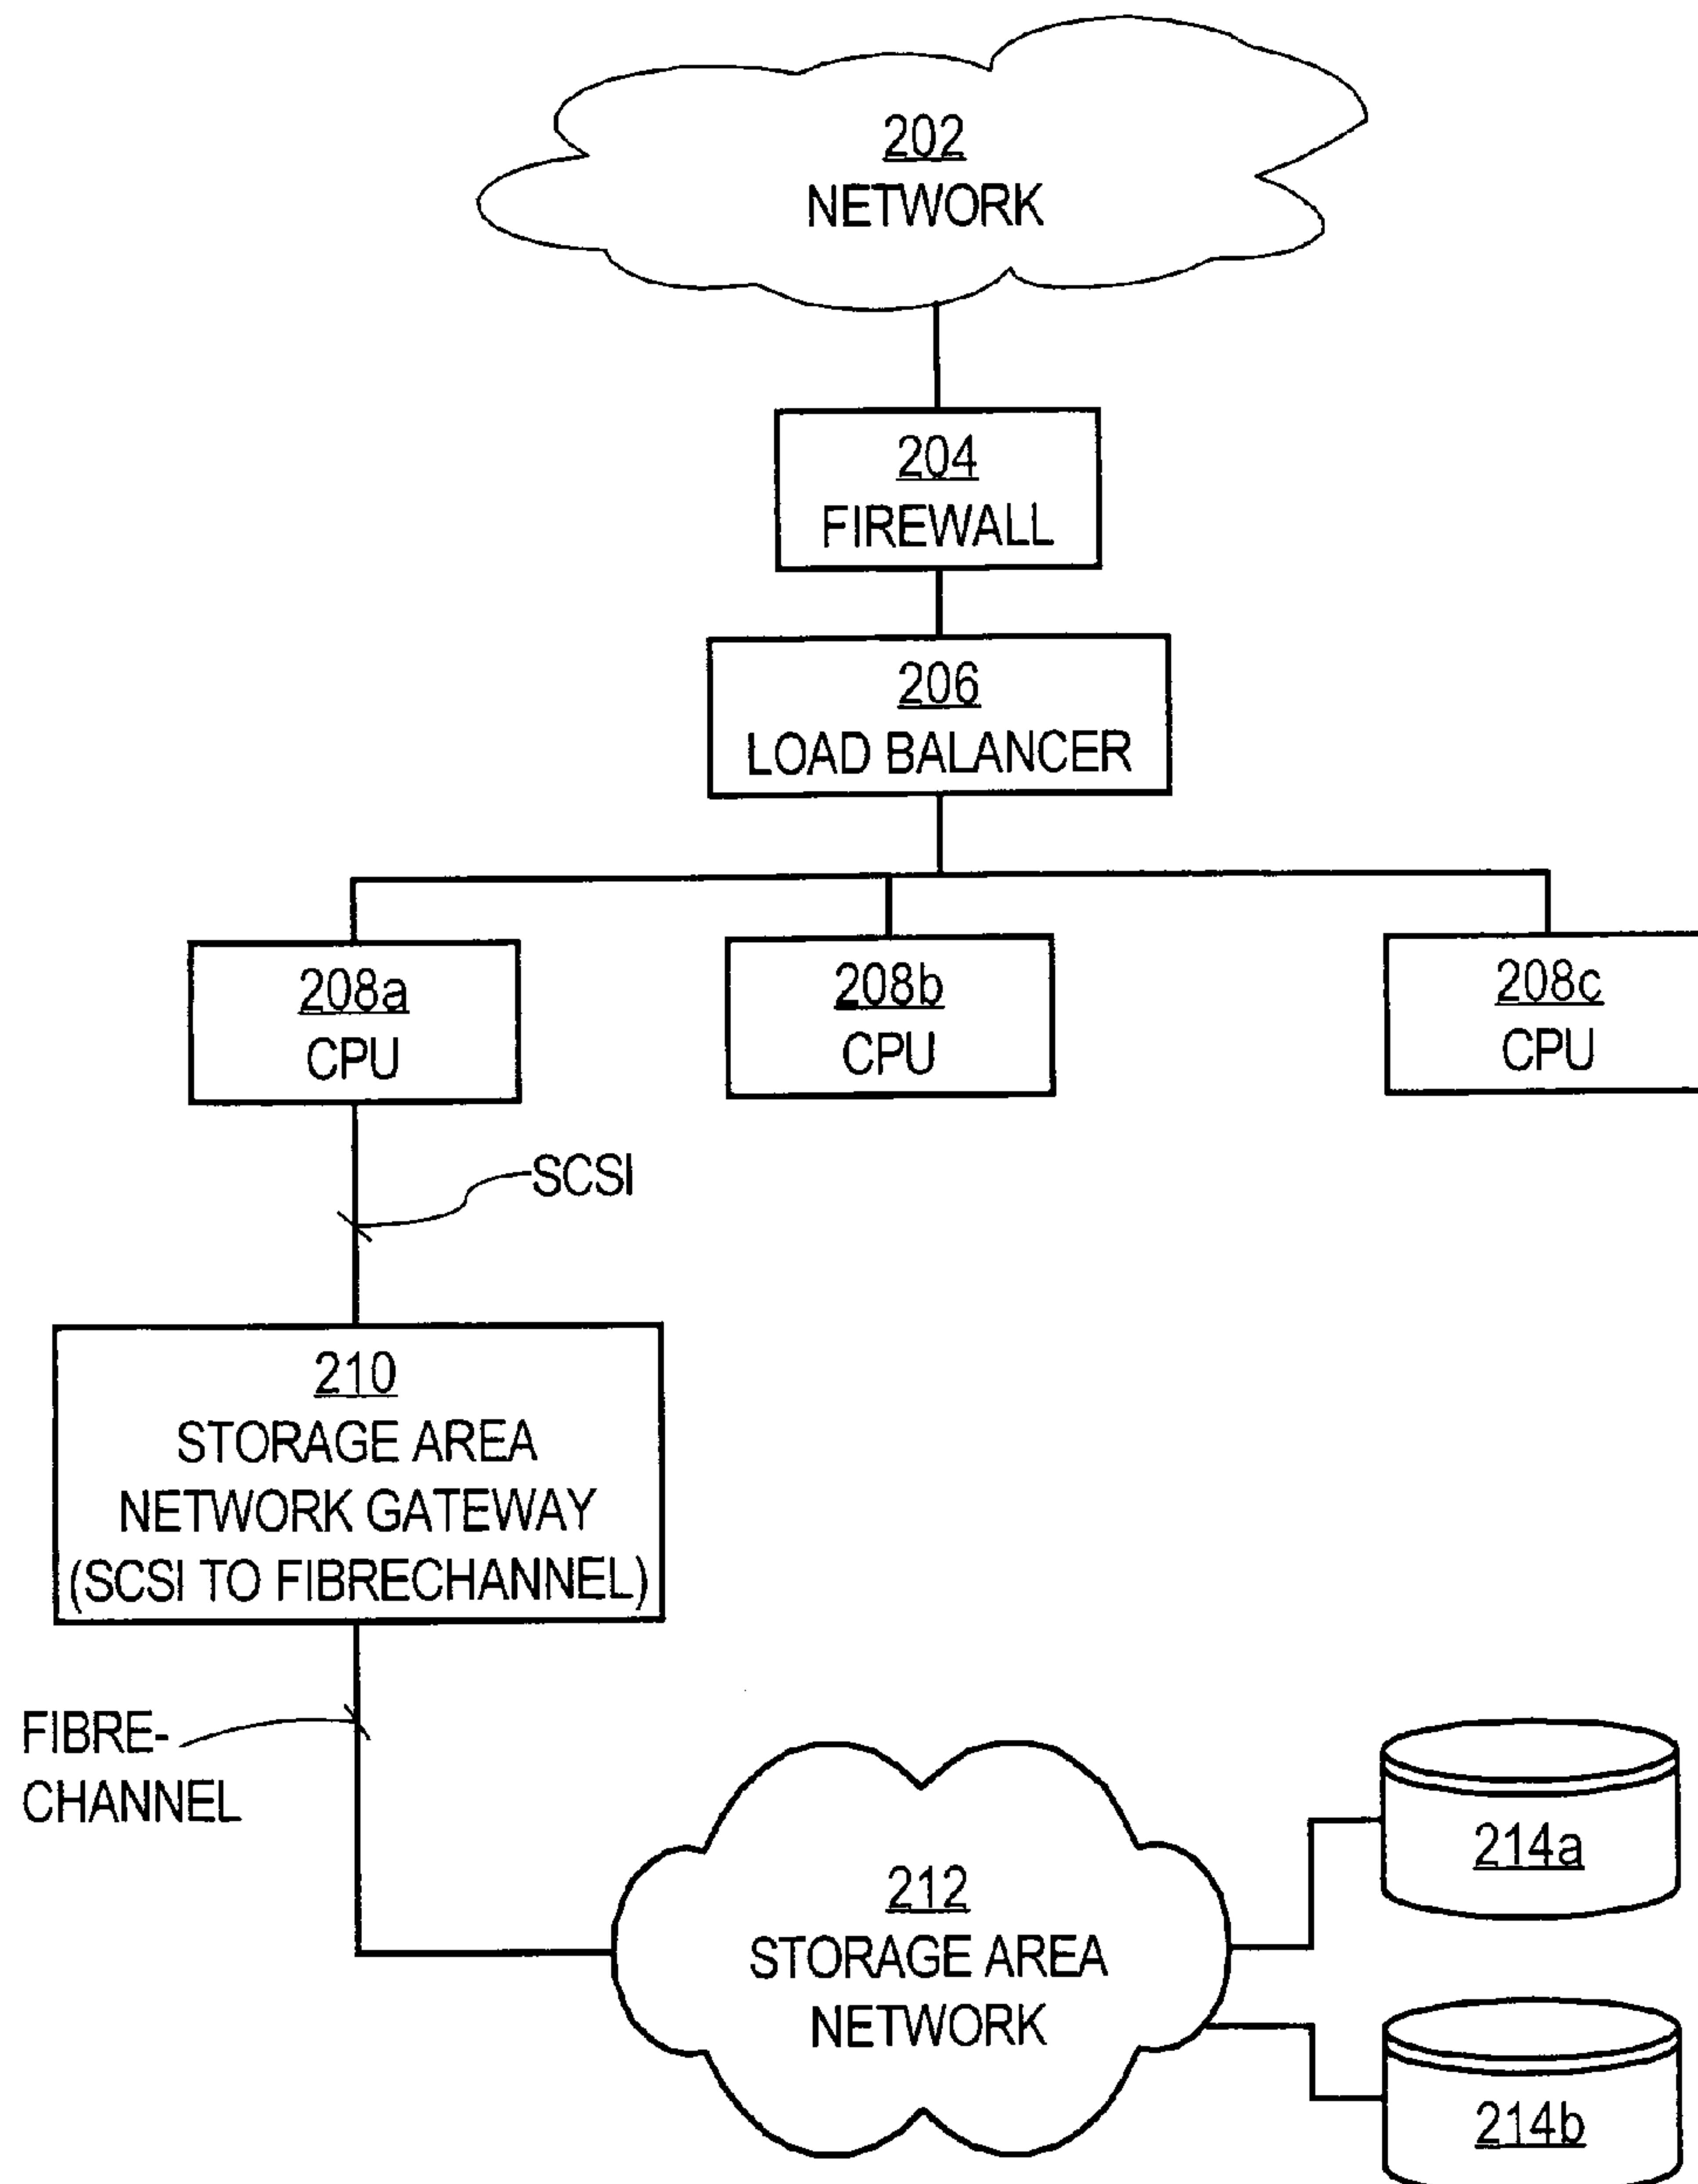 202
NETWORK
204
FIREWALL
206
LOAD BALANCER
208a
CPU
208b
CPU
208c
CPU
SCSI
210
STORAGE AREA
NETWORK GATEWAY
(SCSI TO FIBRECHANNEL)
FIBRE-
CHANNEL
212
STORAGE AREA
NETWORK
214a
214b